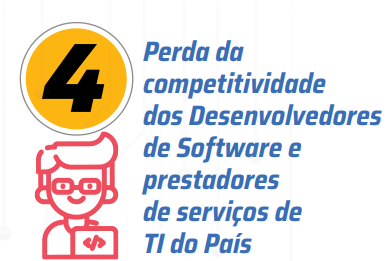 4
Perda da
competitividade
dos Desenvolvedores
de Software e
prestadores
de serviços de
TI do País